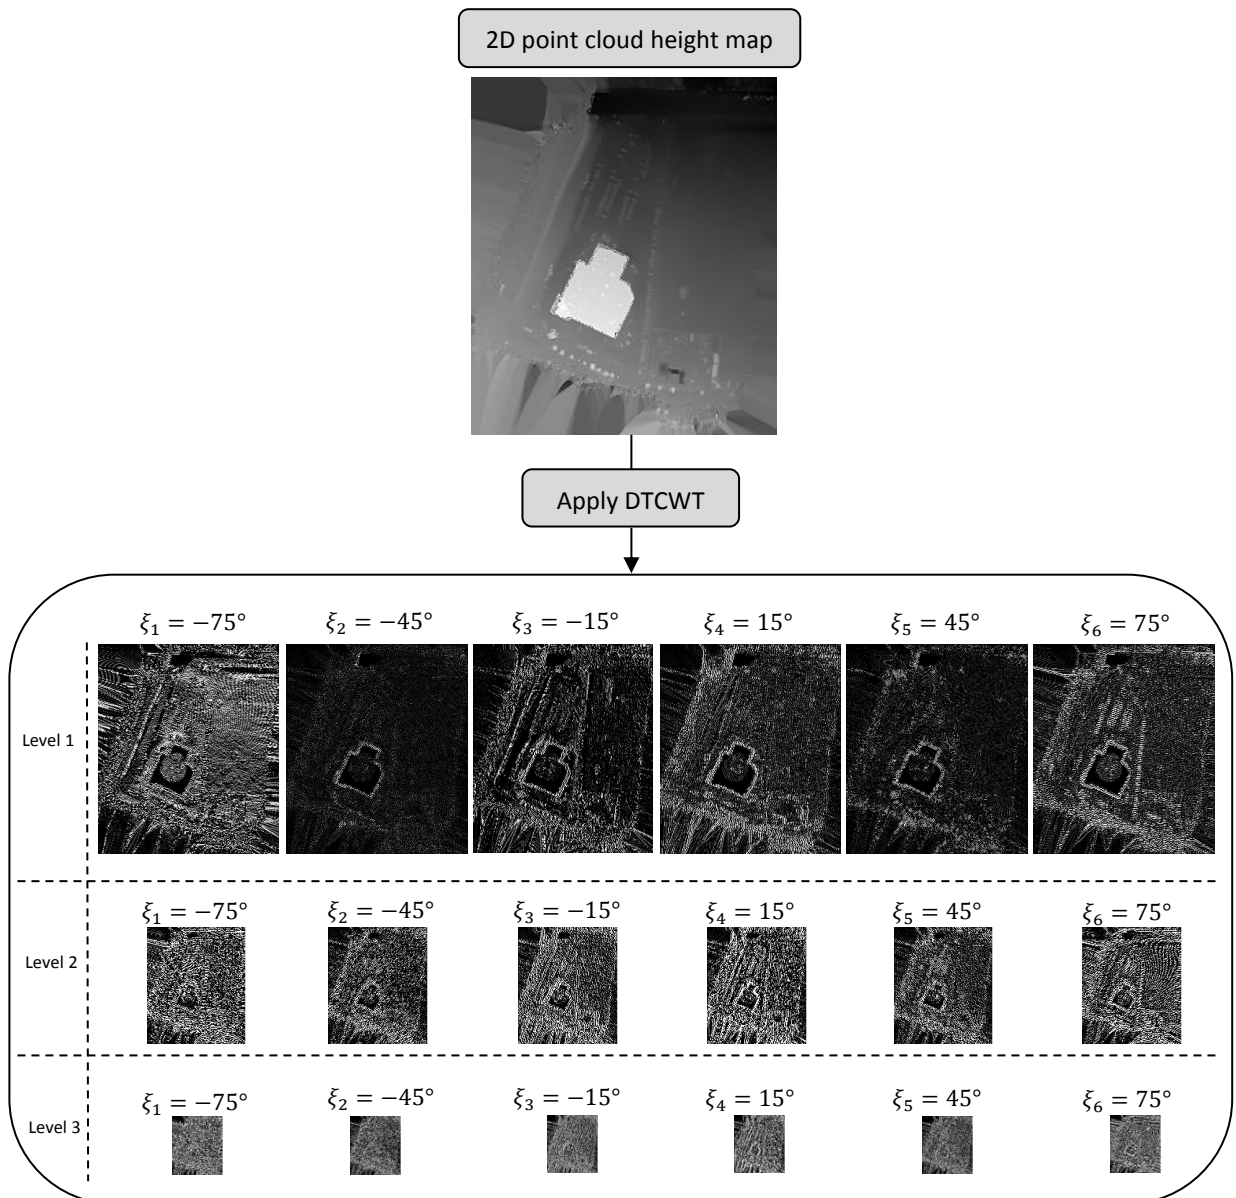 2D point cloud height map
Apply DTCWT
ξ₁ = −75° ξ₂ = −45° ξ₃ = −15° ξ₄ = 15° ξ₅ = 45° ξ₆ = 75°
Level 1
ξ₁ = −75° ξ₂ = −45° ξ₃ = −15° ξ₄ = 15° ξ₅ = 45° ξ₆ = 75°
Level 2
ξ₁ = −75° ξ₂ = −45° ξ₃ = −15° ξ₄ = 15° ξ₅ = 45° ξ₆ = 75°
Level 3